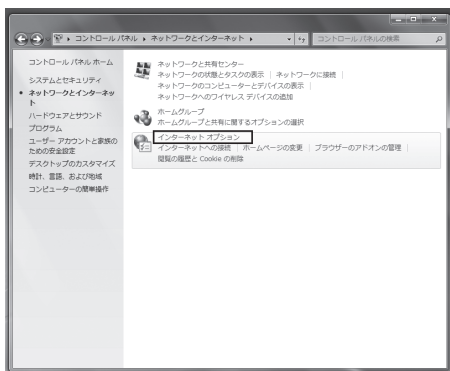 コントロール パネル ▸ ネットワークとインターネット ▸
コントロール パネルの検索
コントロール パネル ホーム
システムとセキュリティ
ネットワークとインターネッ
ト
ハードウェアとサウンド
プログラム
ユーザー アカウントと家族の
ための安全設定
デスクトップのカスタマイズ
時計、言語、および地域
コンピューターの簡単操作
ネットワークと共有センター
ネットワークの状態とタスクの表示 | ネットワークに接続 |
ネットワークのコンピューターとデバイスの表示 |
ネットワークへのワイヤレス デバイスの追加
ホームグループ
ホームグループと共有に関するオプションの選択
インターネット オプション
インターネットへの接続 | ホームページの変更 | ブラウザーのアドオンの管理 |
閲覧の履歴と Cookie の削除